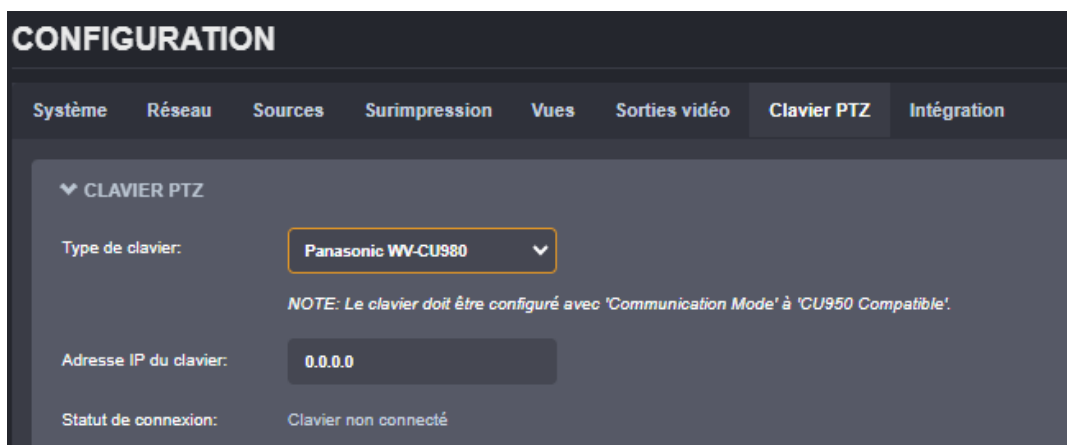 CONFIGURATION
Système Réseau Sources Surimpression Vues Sorties vidéo Clavier PTZ Intégration
CLAVIER PTZ
Type de clavier: Panasonic WV-CU980
NOTE: Le clavier doit être configuré avec 'Communication Mode' à 'CU950 Compatible'.
Adresse IP du clavier: 0.0.0.0
Statut de connexion: Clavier non connecté